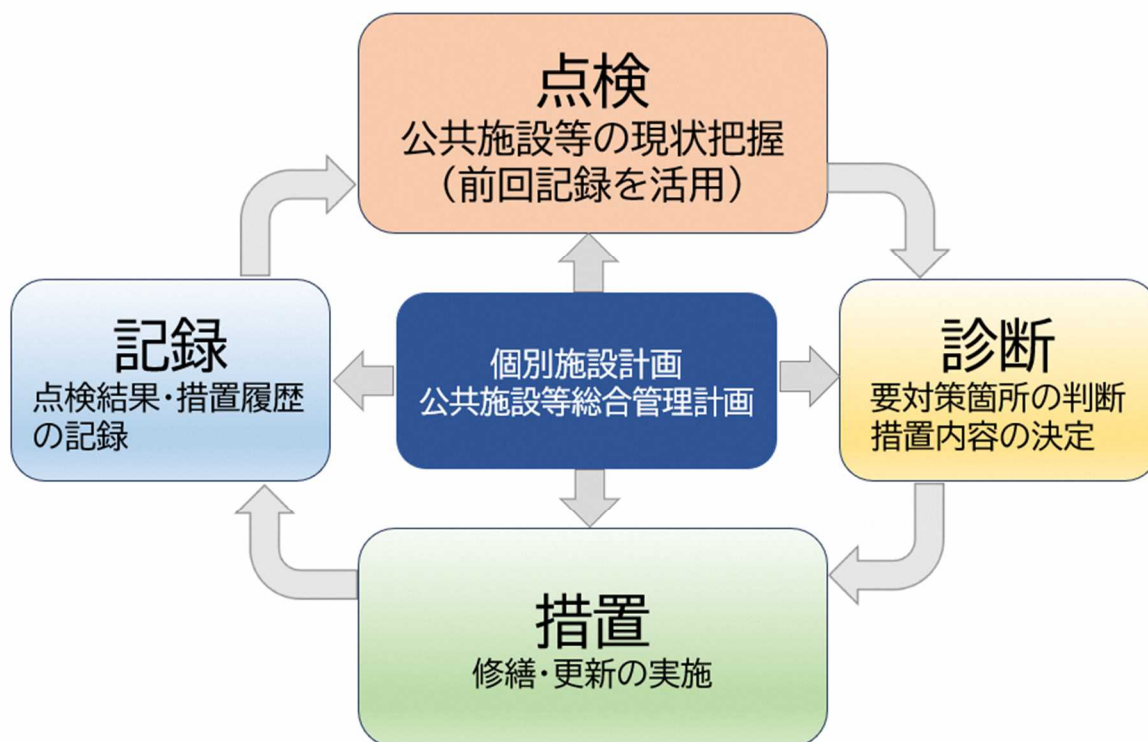 点検
公共施設等の現状把握
（前回記録を活用）
記録
点検結果・措置履歴
の記録
個別施設計画
公共施設等総合管理計画
診断
要対策箇所の判断
措置内容の決定
措置
修繕・更新の実施